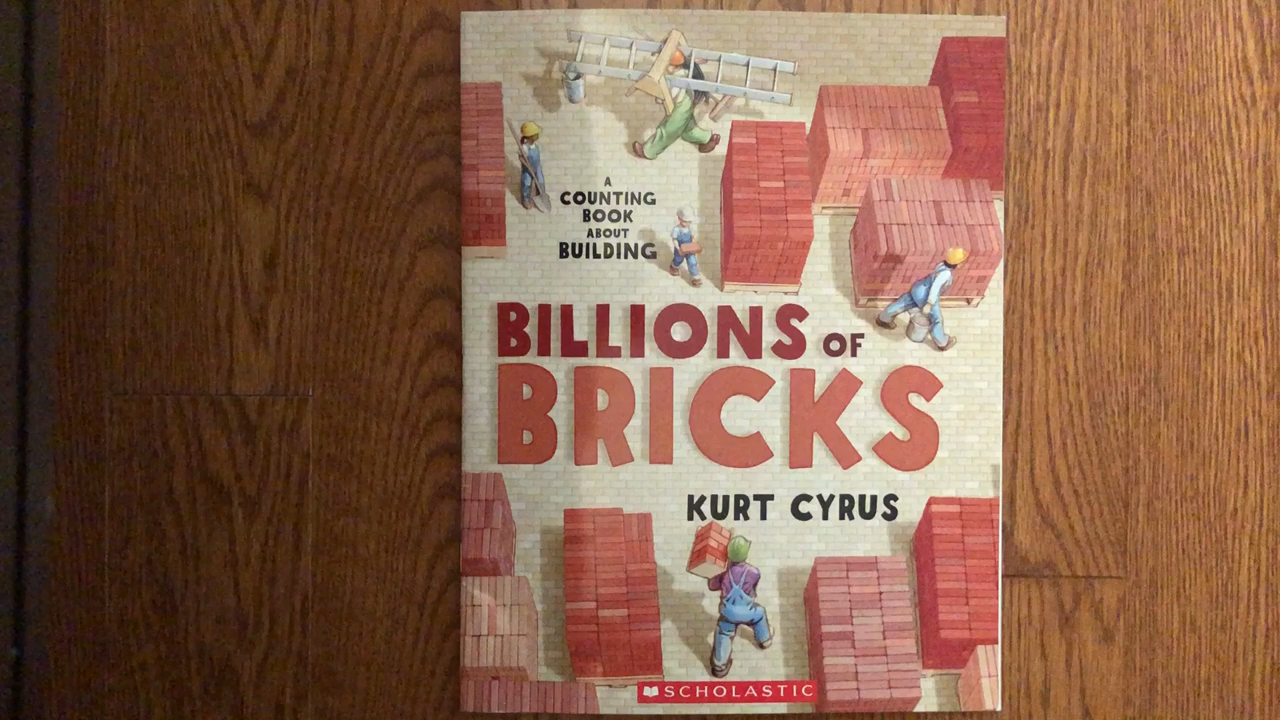 A
COUNTING
BOOK
ABOUT
BUILDING
BILLIONS OF
BRICKS
KURT CYRUS
SCHOLASTIC